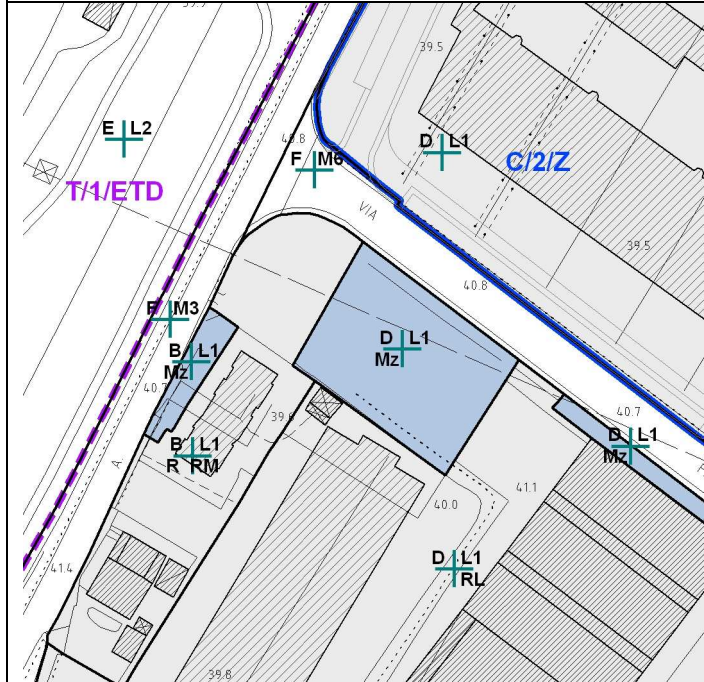 39.9
39.5
E L2
40.8
D L1
C/2/Z
F M6
T/1/ETD
VIA
39.5
40.8
F M3
D L1
Mz
B L1
Mz
40.7
40.7
D L1
Mz
39.6
B L1
R RM
A
41.1
40.0
D L1
RL
41.4
39.8